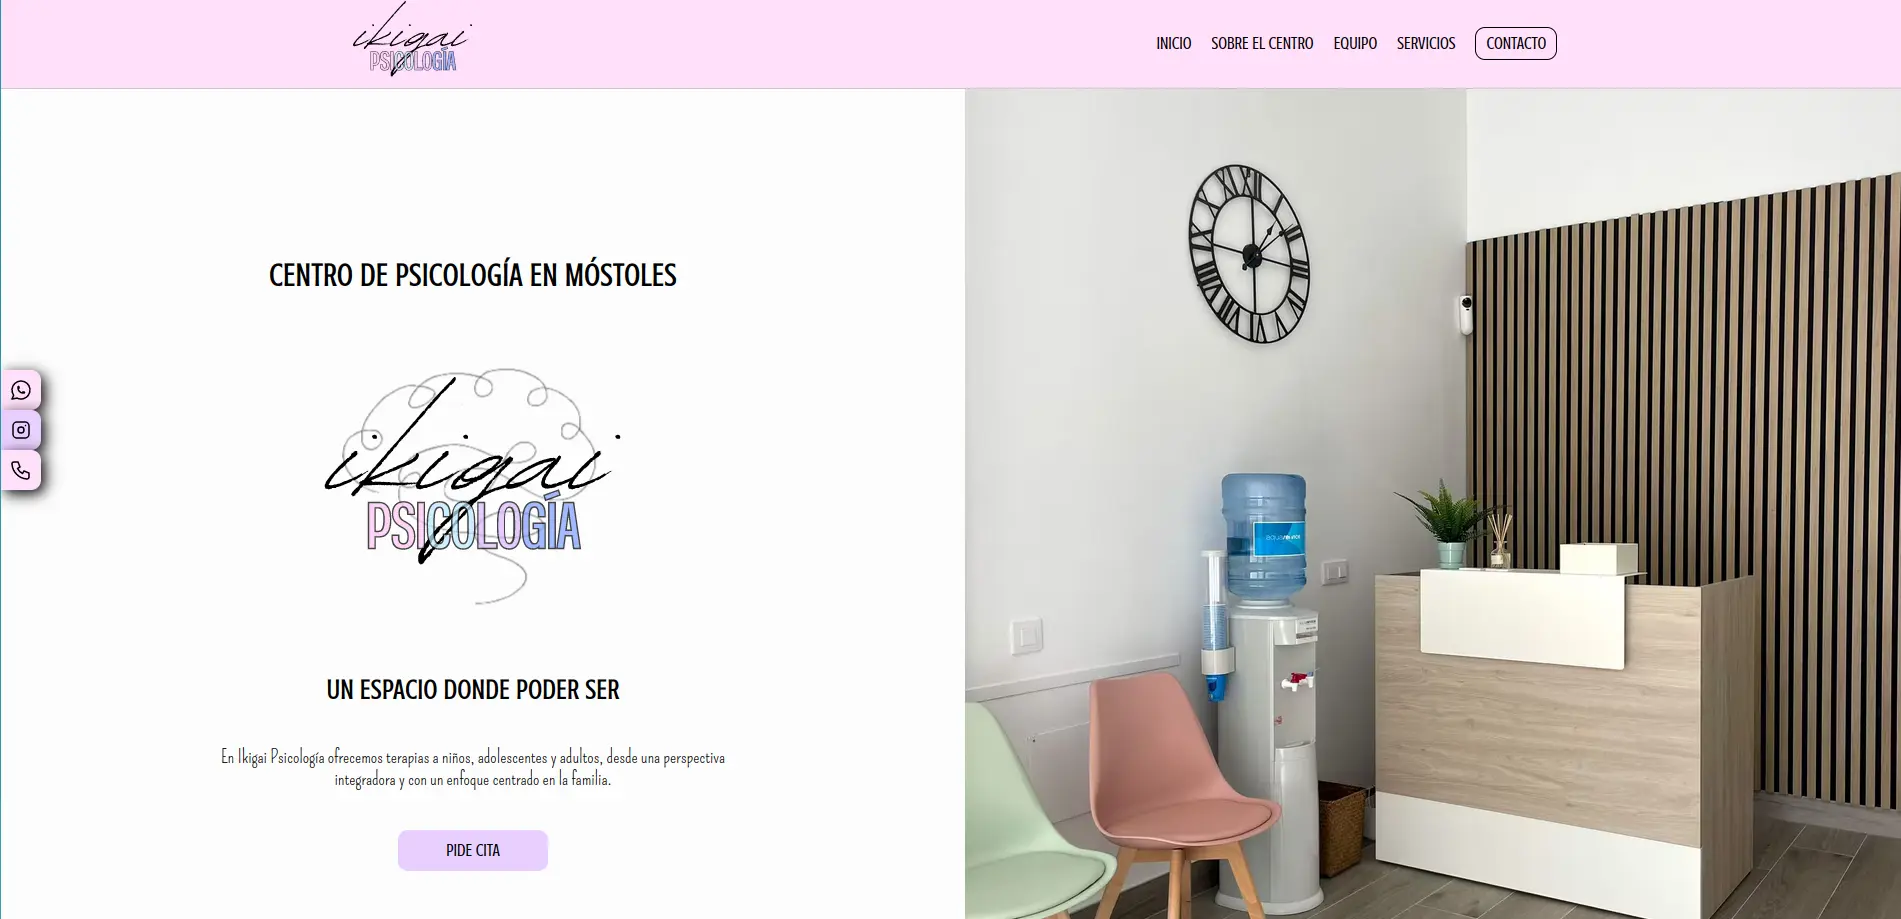 ikigai
PSICOLOGÍA
INICIO SOBRE EL CENTRO EQUIPO SERVICIOS CONTACTO
CENTRO DE PSICOLOGÍA EN MÓSTOLES
ikigai
PSICOLOGÍA
UN ESPACIO DONDE PODER SER
En Ikigai Psicología ofrecemos terapias a niños, adolescentes y adultos, desde una perspectiva
integradora y con un enfoque centrado en la familia.
PIDE CITA